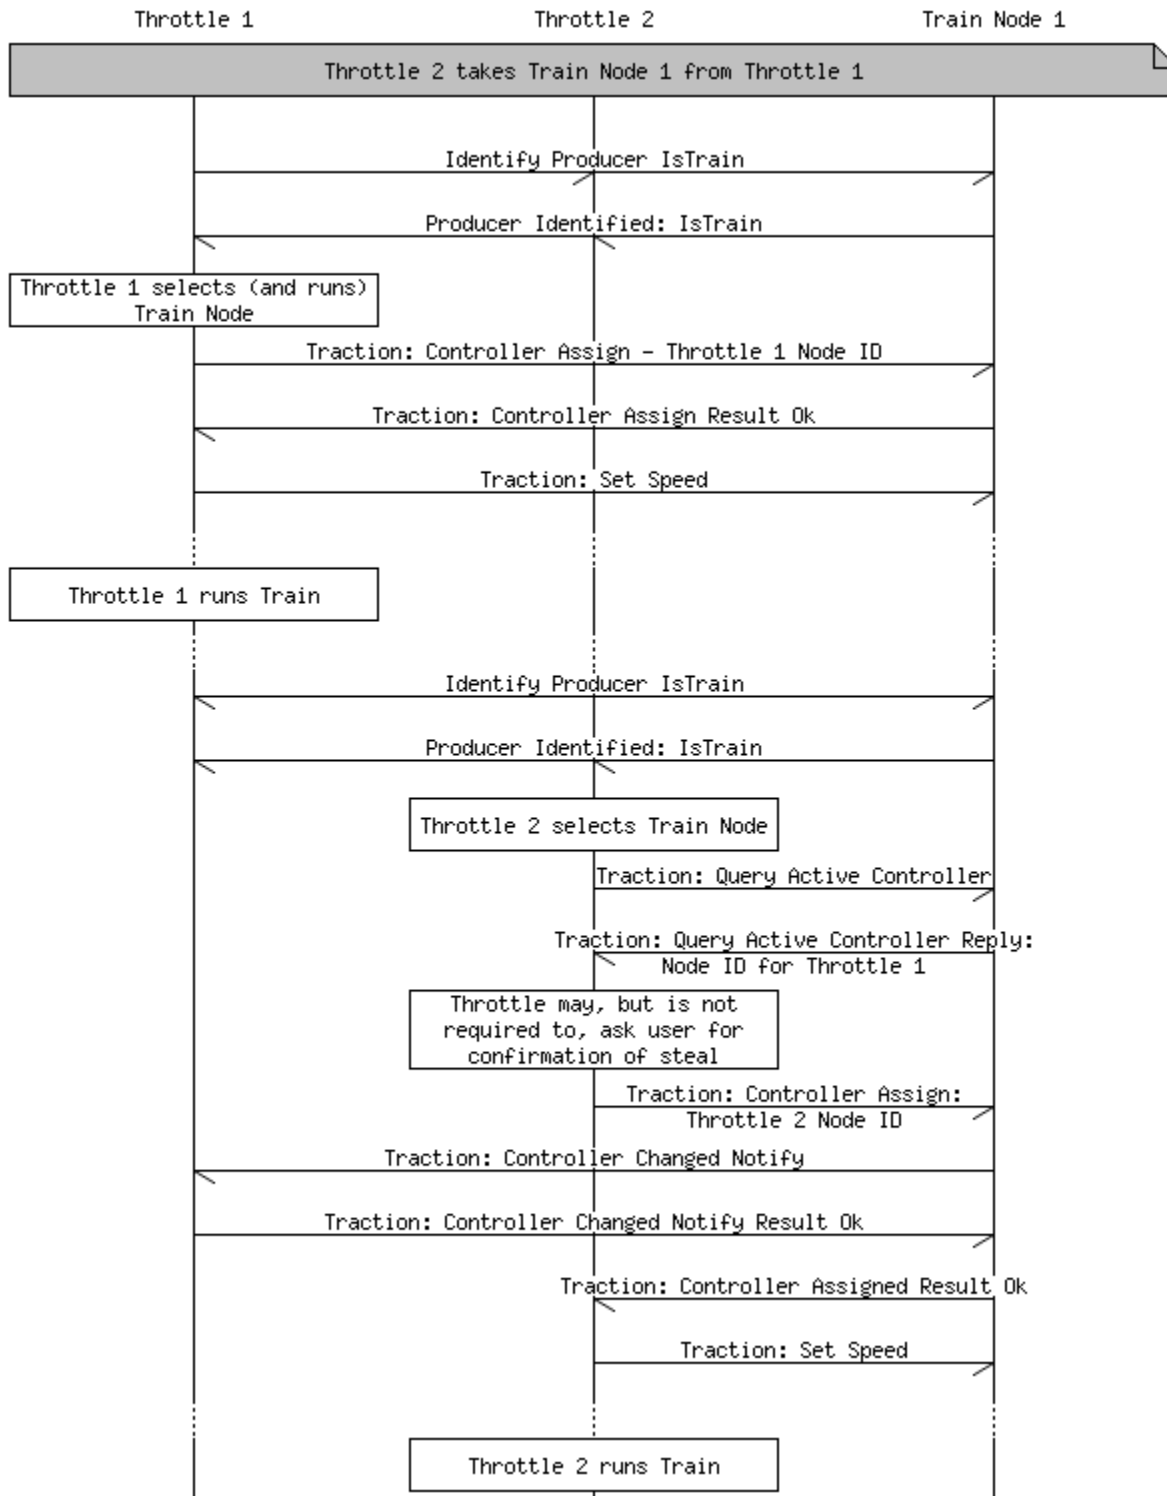 Throttle 1
Throttle 2
Train Node 1
Throttle 2 takes Train Node 1 from Throttle 1
Identify Producer IsTrain
Producer Identified: IsTrain
Throttle 1 selects (and runs)
Train Node
Traction: Controller Assign - Throttle 1 Node ID
Traction: Controller Assign Result Ok
Traction: Set Speed
Throttle 1 runs Train
Identify Producer IsTrain
Producer Identified: IsTrain
Throttle 2 selects Train Node
Traction: Query Active Controller
Traction: Query Active Controller Reply:
Node ID for Throttle 1
Throttle may, but is not
required to, ask user for
confirmation of steal
Traction: Controller Assign:
Throttle 2 Node ID
Traction: Controller Changed Notify
Traction: Controller Changed Notify Result Ok
Traction: Controller Assigned Result Ok
Traction: Set Speed
Throttle 2 runs Train